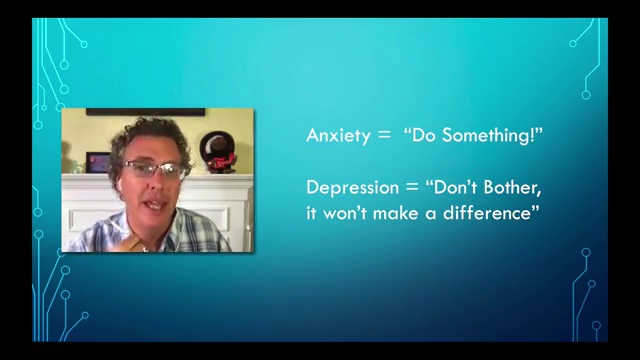 Anxiety = “Do Something!”
Depression = “Don’t Bother,
it won’t make a difference”